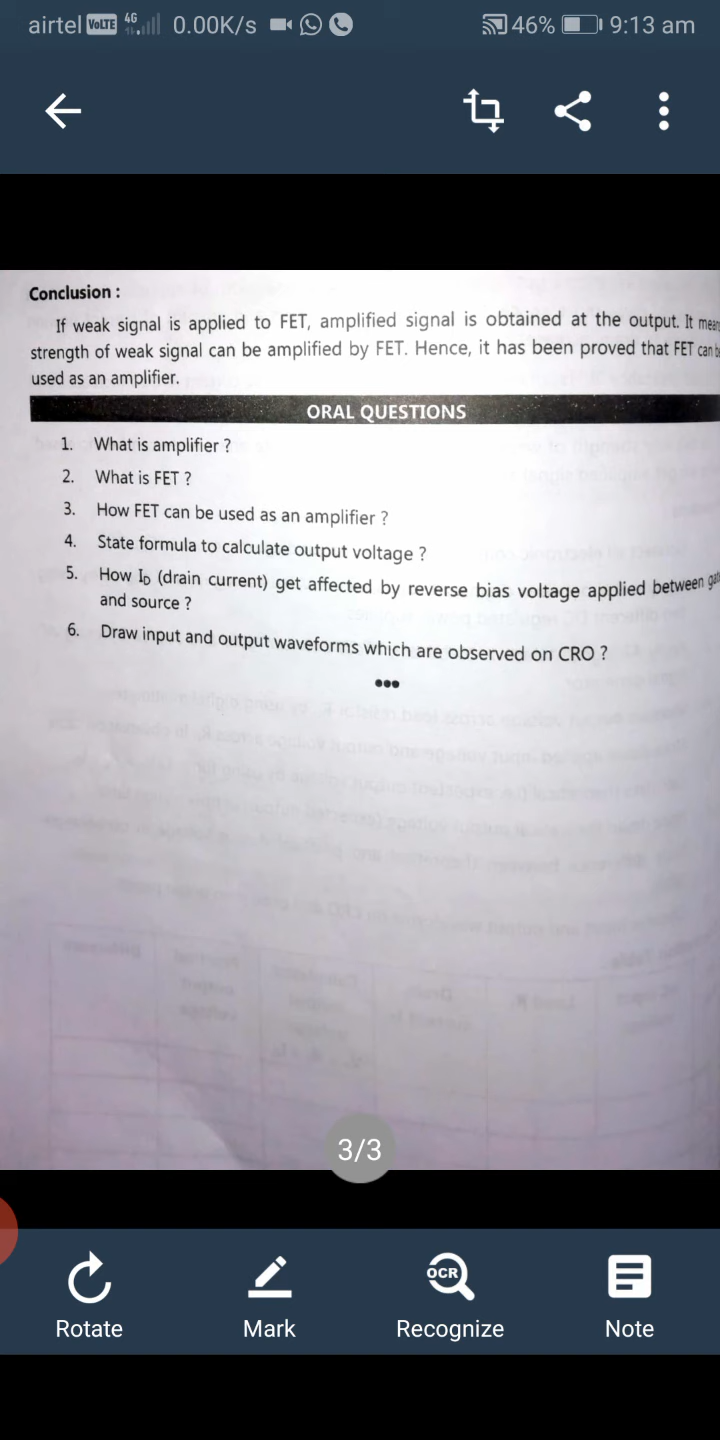 airtel VoLTE 4G 0.00K/s 46% 9:13 am
Conclusion :
If weak signal is applied to FET, amplified signal is obtained at the output. It
strength of weak signal can be amplified by FET. Hence, it has been proved that FET can
used as an amplifier.
ORAL QUESTIONS
1. What is amplifier ?
2. What is FET ?
3. How FET can be used as an amplifier ?
4. State formula to calculate output voltage ?
5. How ID (drain current) get affected by reverse bias voltage applied between
and source ?
6. Draw input and output waveforms which are observed on CRO ?
•••
3/3
OCR
Rotate Mark Recognize Note